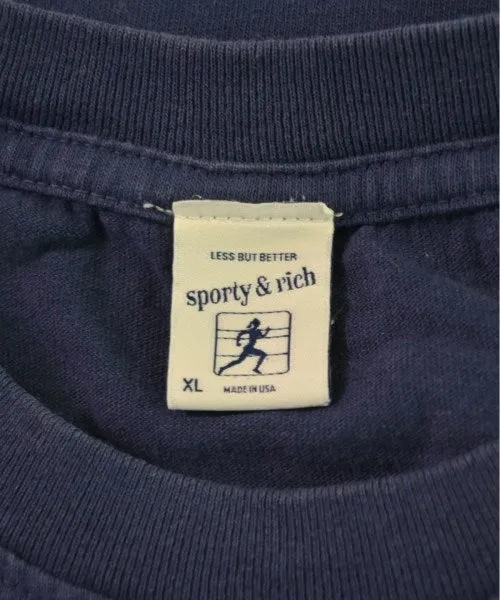 LESS BUT BETTER
sporty & rich
XL
MADE IN USA